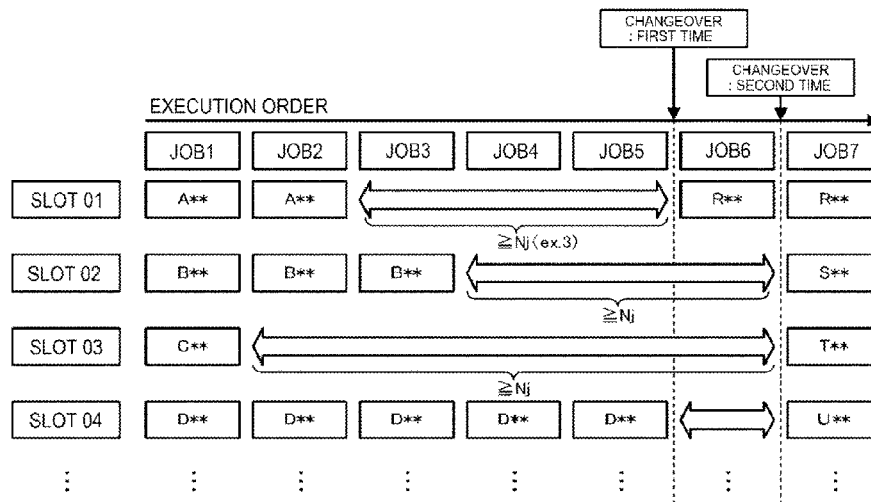 CHANGEOVER
: FIRST TIME
CHANGEOVER
: SECOND TIME
EXECUTION ORDER
JOB1 JOB2 JOB3 JOB4 JOB5 JOB6 JOB7
SLOT 01 A** A** R** R**
≧Nj(ex.3)
SLOT 02 B** B** B** S**
≧Nj
SLOT 03 C** T**
≧Nj
SLOT 04 D** D** D** D** D** U**